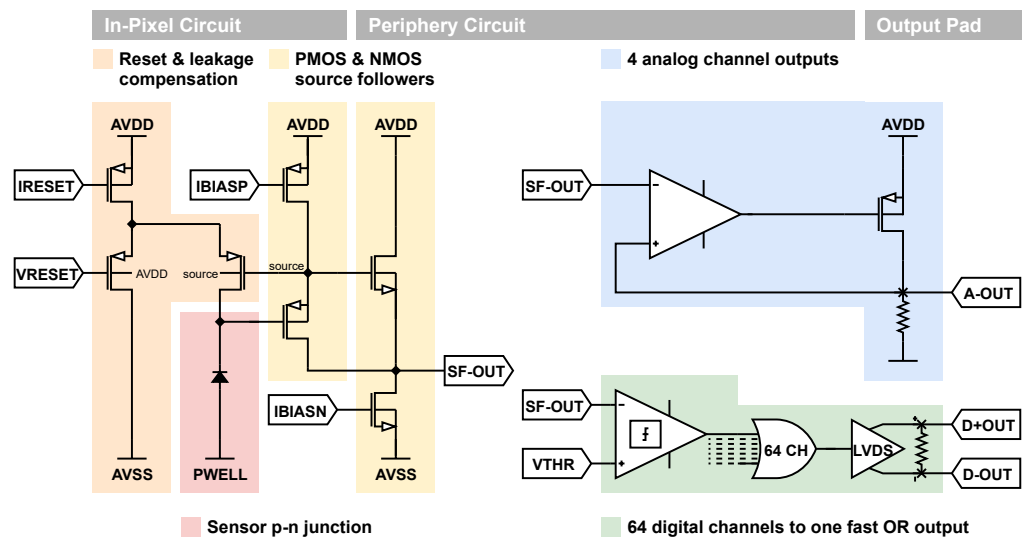 In-Pixel Circuit
Periphery Circuit
Output Pad
Reset & leakage
compensation
PMOS & NMOS
source followers
4 analog channel outputs
AVDD
AVDD
AVDD
AVDD
IRESET
IBIASP
SF-OUT
−
VRESET
AVDD
source
source
+
A-OUT
SF-OUT
IBIASN
SF-OUT
−
D+OUT
VTHR
+
64 CH
LVDS
D-OUT
AVSS
PWELL
AVSS
Sensor p-n junction
64 digital channels to one fast OR output